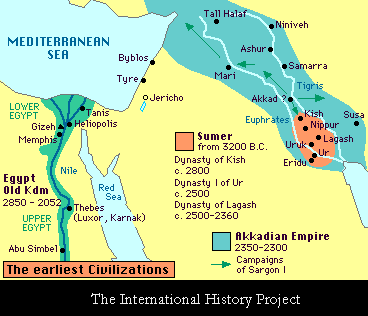 Tall Halaf
Niniveh
MEDITERRANEAN
SEA
Ashur
Byblos
Samarra
Mari
Tyre
Tigris
Jericho
Akkad ?
LOWER
EGYPT
Tanis
Euphrates
Kish
Susa
Gizeh
Heliopolis
Nippur
Memphis
Sumer
from 3200 B.C.
Lagash
Uruk
Ur
Eridu
Dynasty of Kish
c. 2800
Dynasty I of Ur
c. 2500
Dynasty of Lagash
c. 2500-2360
Egypt
Old Kdm
2850 - 2052
Nile
Red
Sea
Thebes
(Luxor, Karnak)
UPPER
EGYPT
Akkadian Empire
2350-2300
Abu Simbel
Campaigns
of Sargon I
The earliest Civilizations
The International History Project